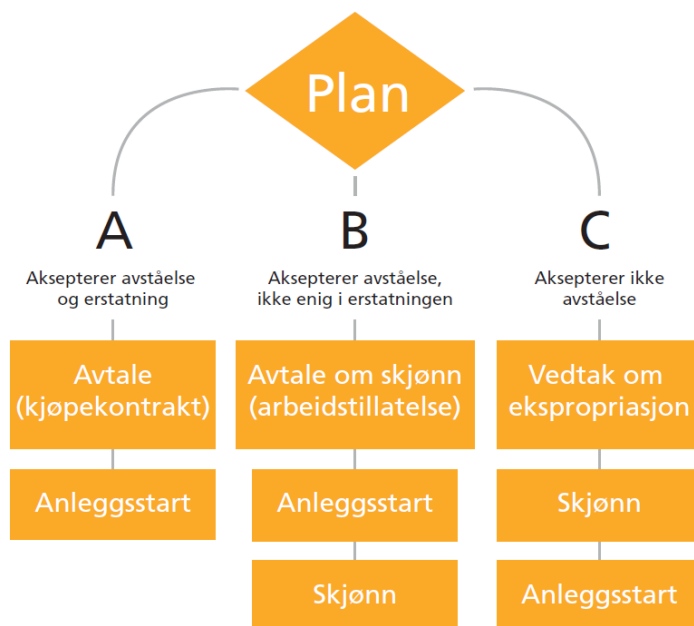 Plan
A
Aksepterer avståelse
og erstatning
Avtale
(kjøpekontrakt)
Anleggsstart
B
Aksepterer avståelse,
ikke enig i erstatningen
Avtale om skjønn
(arbeidstillatelse)
Anleggsstart
Skjønn
C
Aksepterer ikke
avståelse
Vedtak om
ekspropriasjon
Skjønn
Anleggsstart